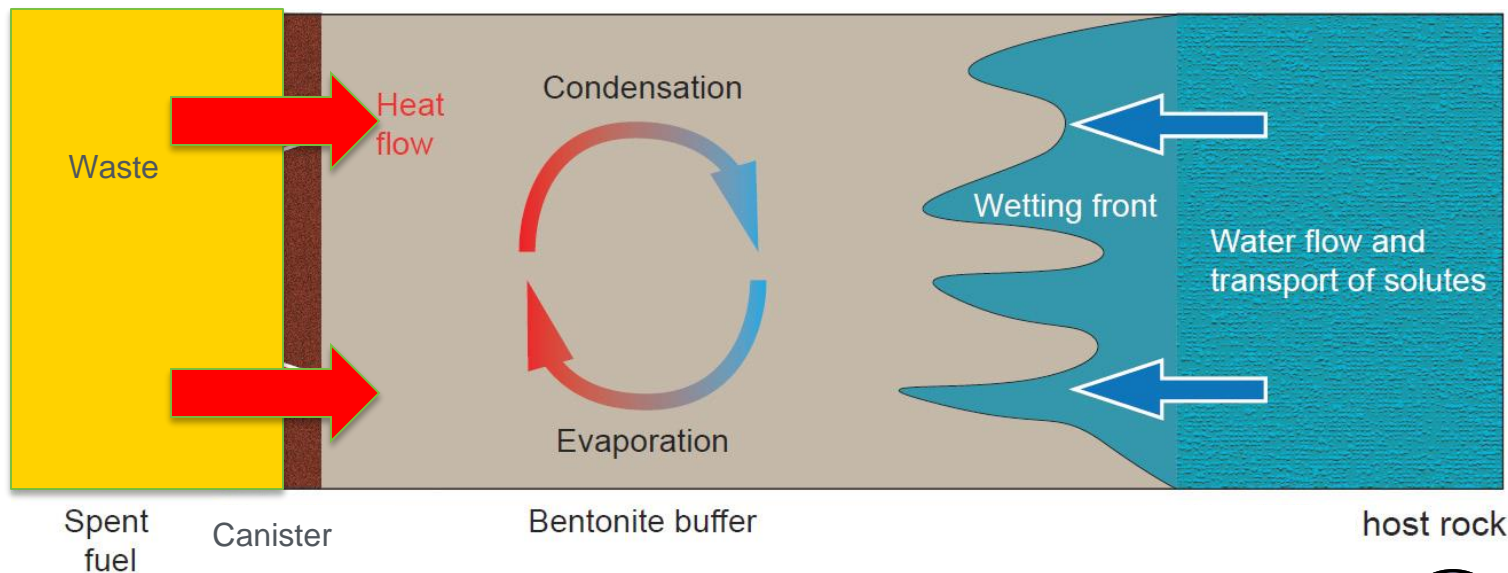 Waste
Heat
flow
Condensation
Evaporation
Wetting front
Water flow and
transport of solutes
Spent
fuel
Canister
Bentonite buffer
host rock